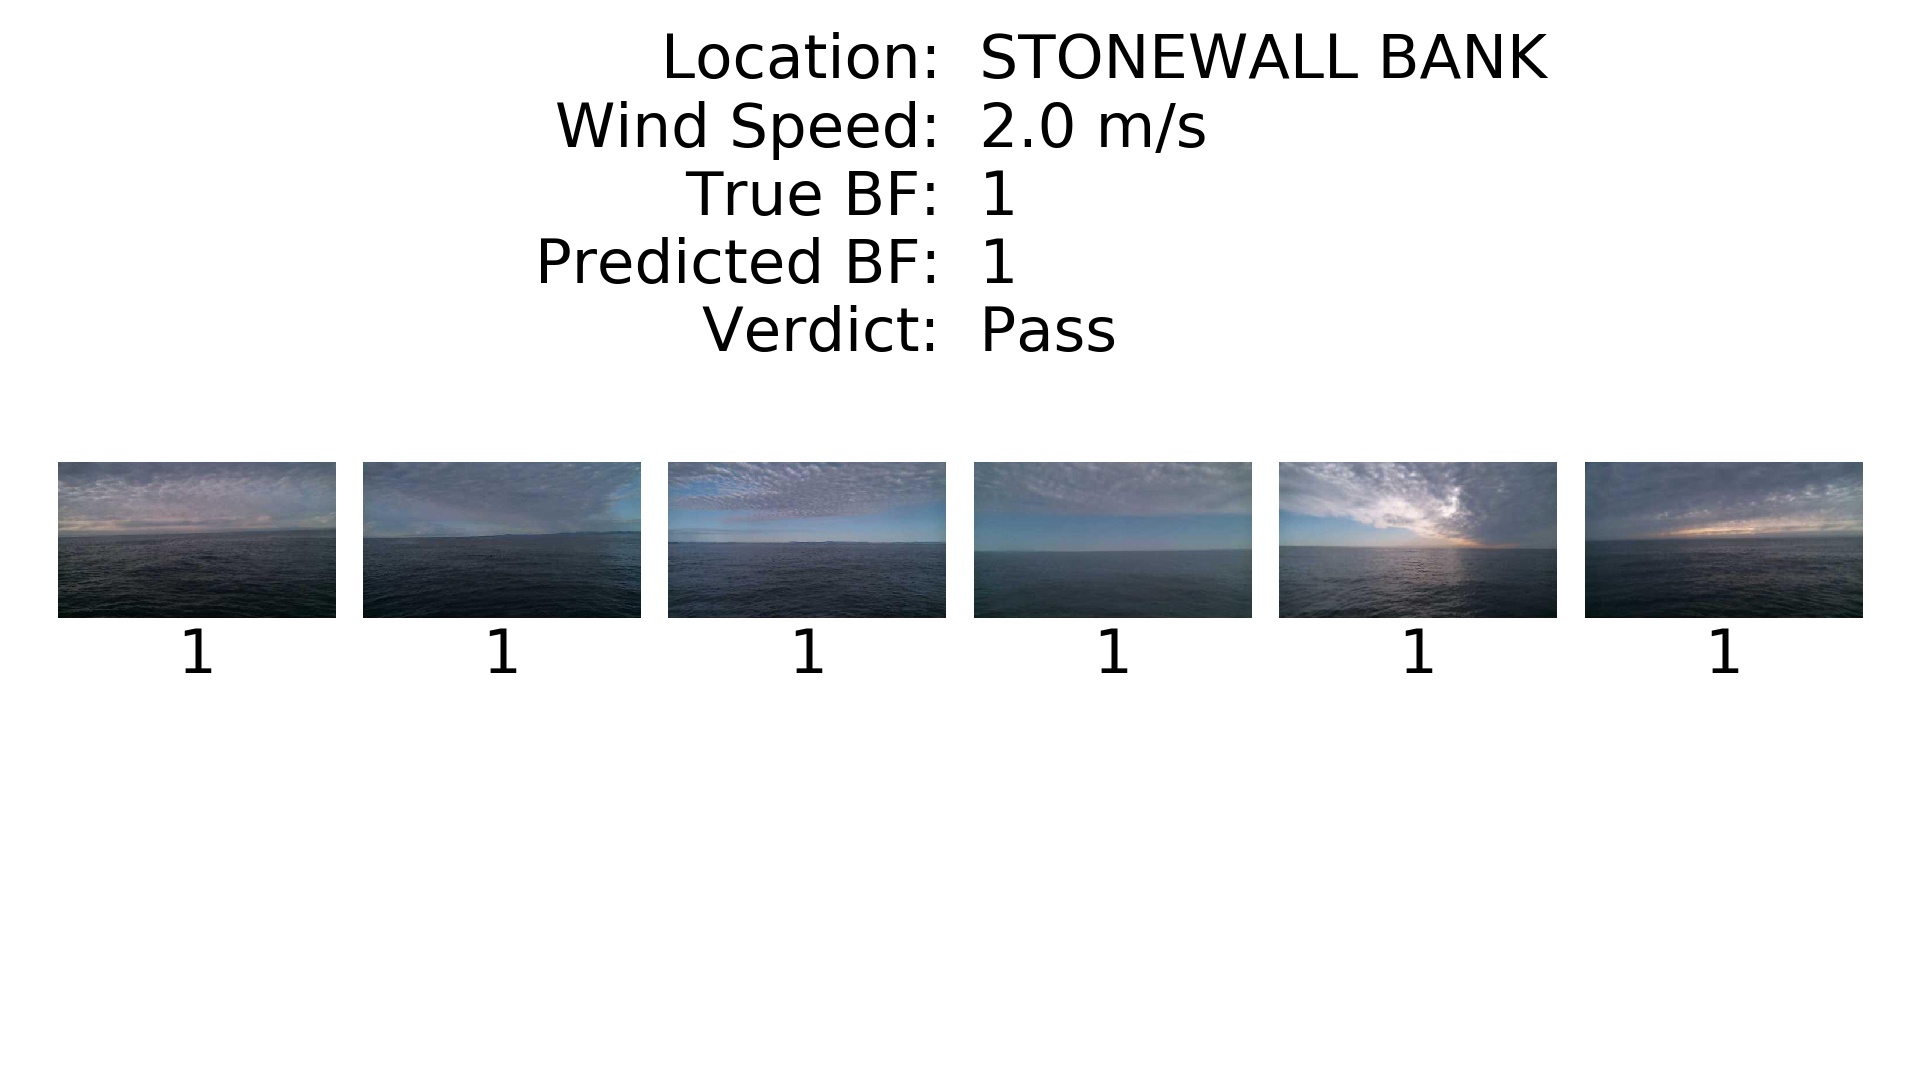 Location: STONEWALL BANK
Wind Speed: 2.0 m/s
True BF: 1
Predicted BF: 1
Verdict: Pass
1 1 1 1 1 1